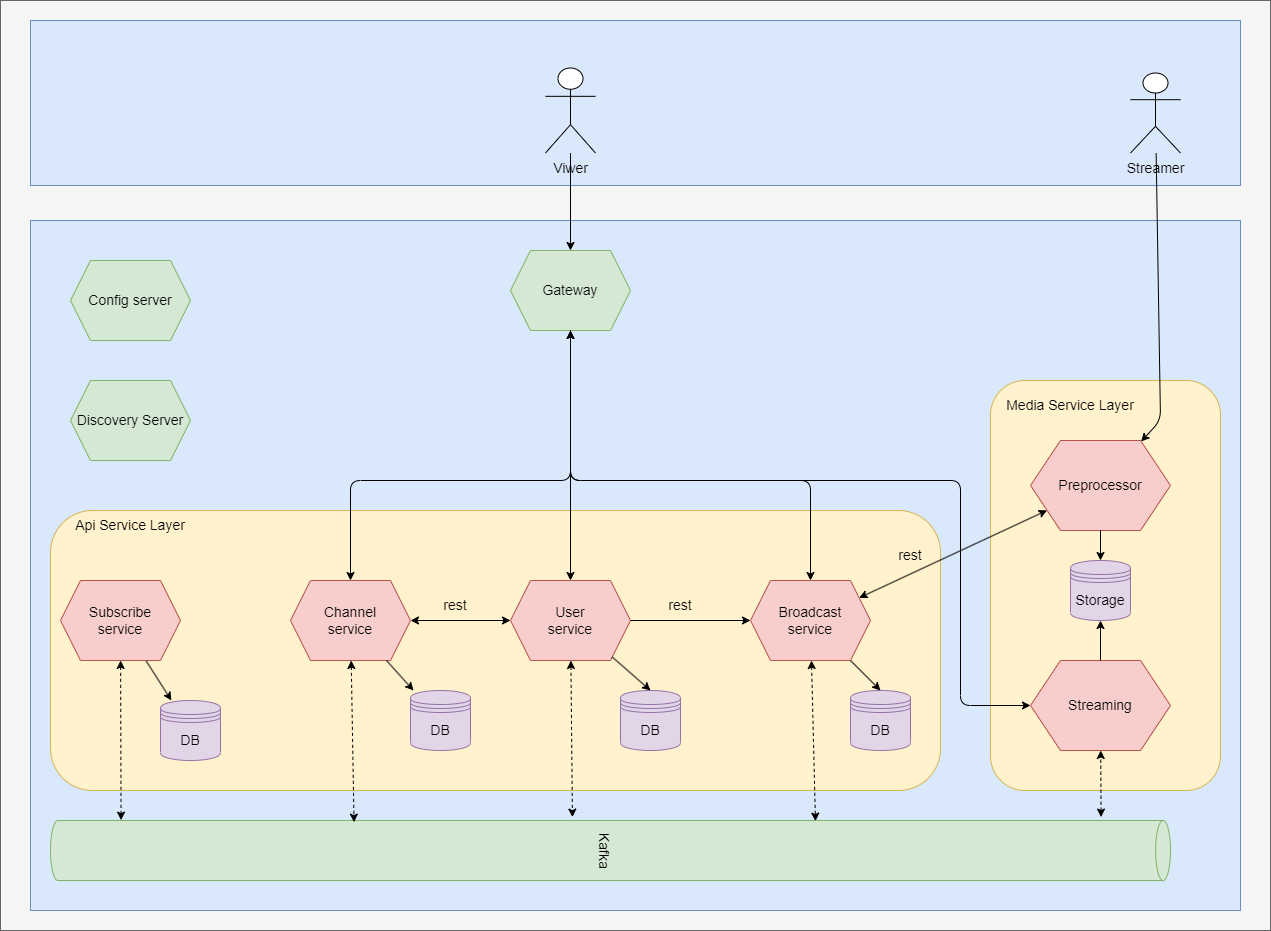 Viwer
Streamer
Config server
Gateway
Discovery Server
Media Service Layer
Preprocessor
Api Service Layer
rest
Storage
Subscribe
service
Channel
service
rest
User
service
rest
Broadcast
service
Streaming
DB
DB
DB
DB
Kafka